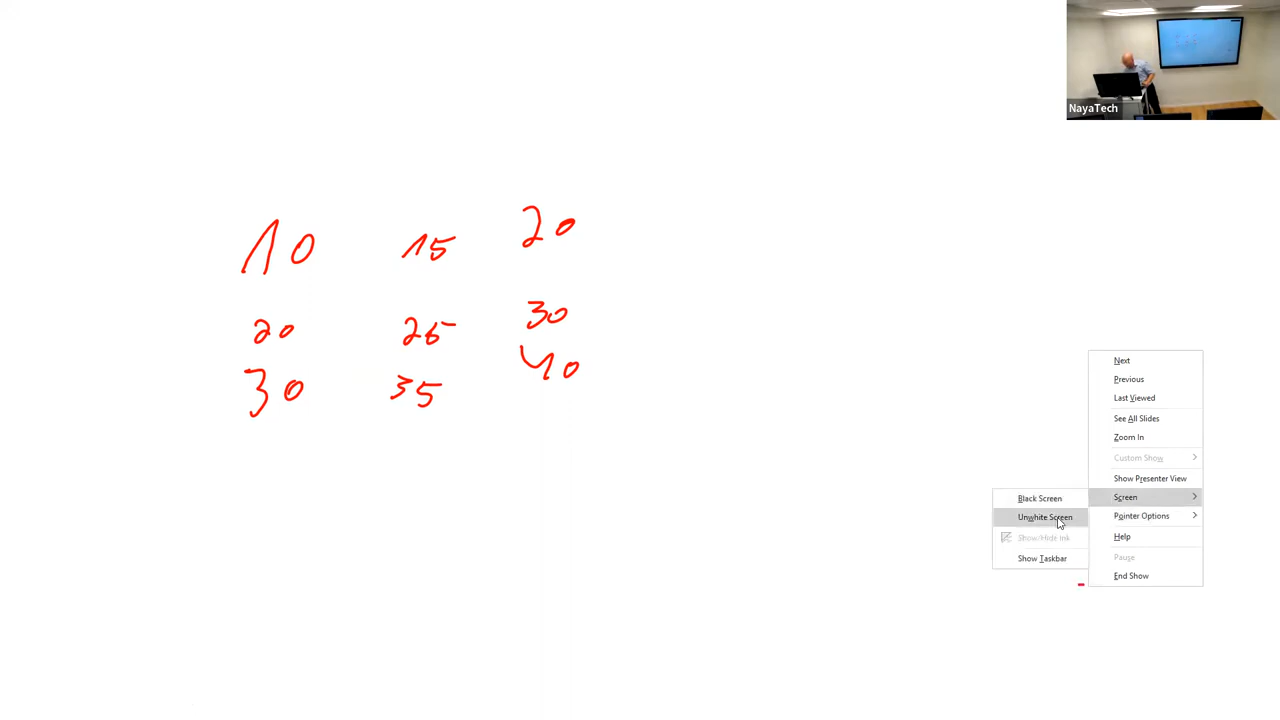 NayaTech
10 15 20
20 25 30
30 35 40
Next
Previous
Last Viewed
See All Slides
Zoom In
Custom Show
Show Presenter View
Screen
Pointer Options
Help
Pause
End Show
Black Screen
Unwhite Screen
Show/Hide Ink
Show Taskbar